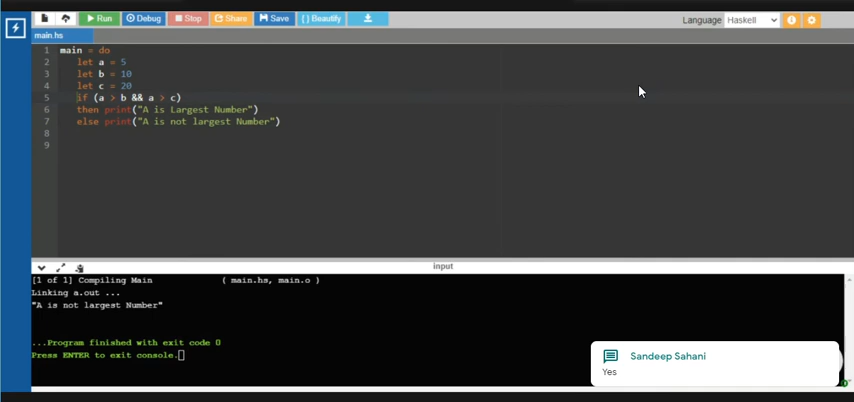 Run Debug Stop Share Save { } Beautify Language Haskell
main.hs
1 main = do
2 let a = 5
3 let b = 10
4 let c = 20
5 if (a > b && a > c)
6 then print("A is Largest Number")
7 else print("A is not largest Number")
8
9
input
[1 of 1] Compiling Main ( main.hs, main.o )
Linking a.out ...
"A is not largest Number"
...Program finished with exit code 0
Press ENTER to exit console.
Sandeep Sahani
Yes